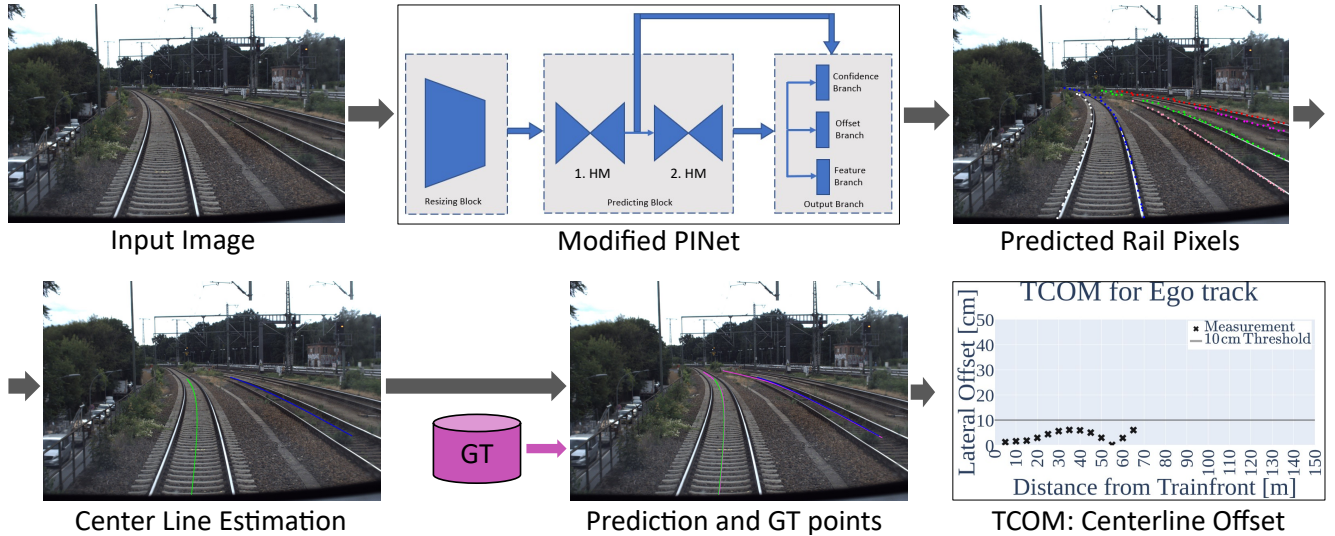 Confidence
Branch
Offset
Branch
Feature
Branch
1. HM
2. HM
Resizing Block
Predicting Block
Output Branch
Input Image
Modified PINet
Predicted Rail Pixels
TCOM for Ego track
Lateral Offset [cm]
50
40
30
20
10
0
Measurement
10 cm Threshold
0
10
20
30
40
50
60
70
80
90
100
110
120
130
140
150
Distance from Trainfront [m]
GT
Center Line Estimation
Prediction and GT points
TCOM: Centerline Offset